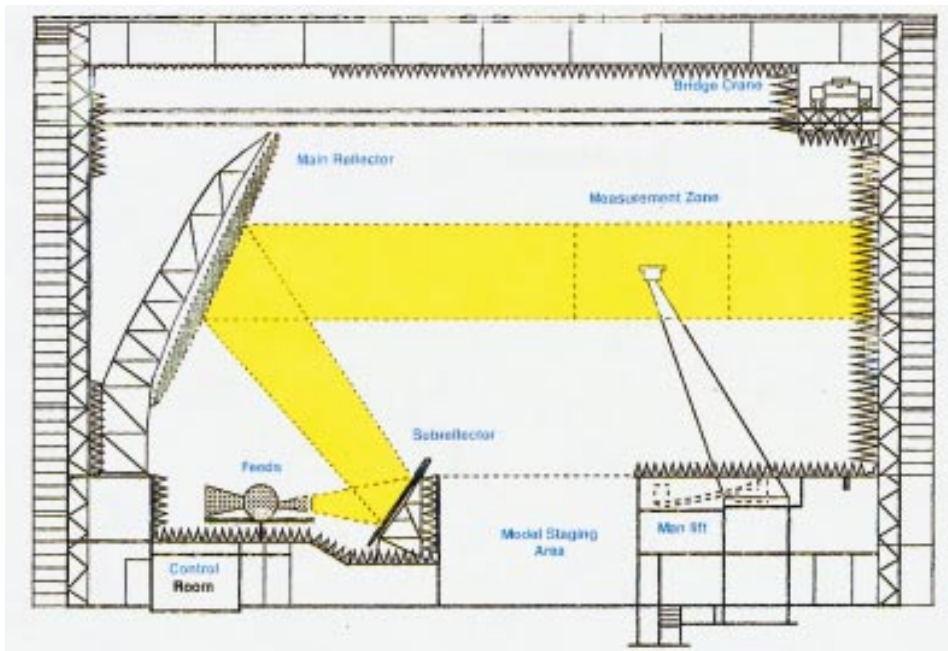 Bridge Crane
Main Reflector
Measurement Zone
Subreflector
Feeds
Model Staging
Area
Man lift
Control
Room